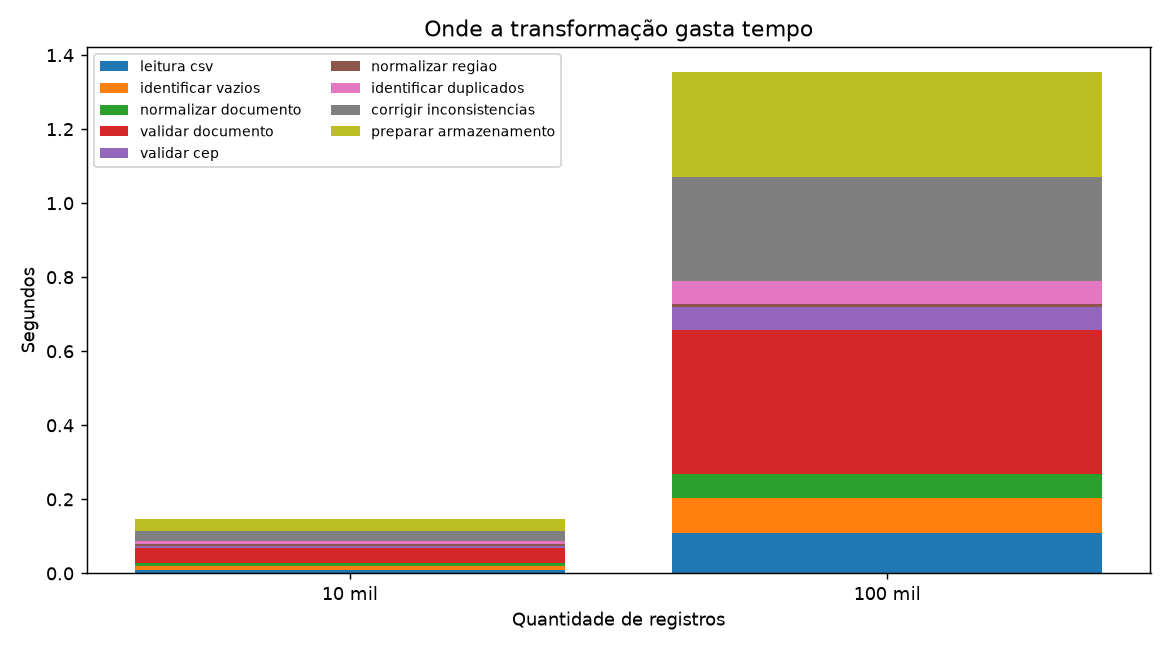 Onde a transformação gasta tempo
leitura csv
identificar vazios
normalizar documento
validar documento
validar cep
normalizar regiao
identificar duplicados
corrigir inconsistencias
preparar armazenamento
Segundos
1.4
1.2
1.0
0.8
0.6
0.4
0.2
0.0
10 mil
100 mil
Quantidade de registros